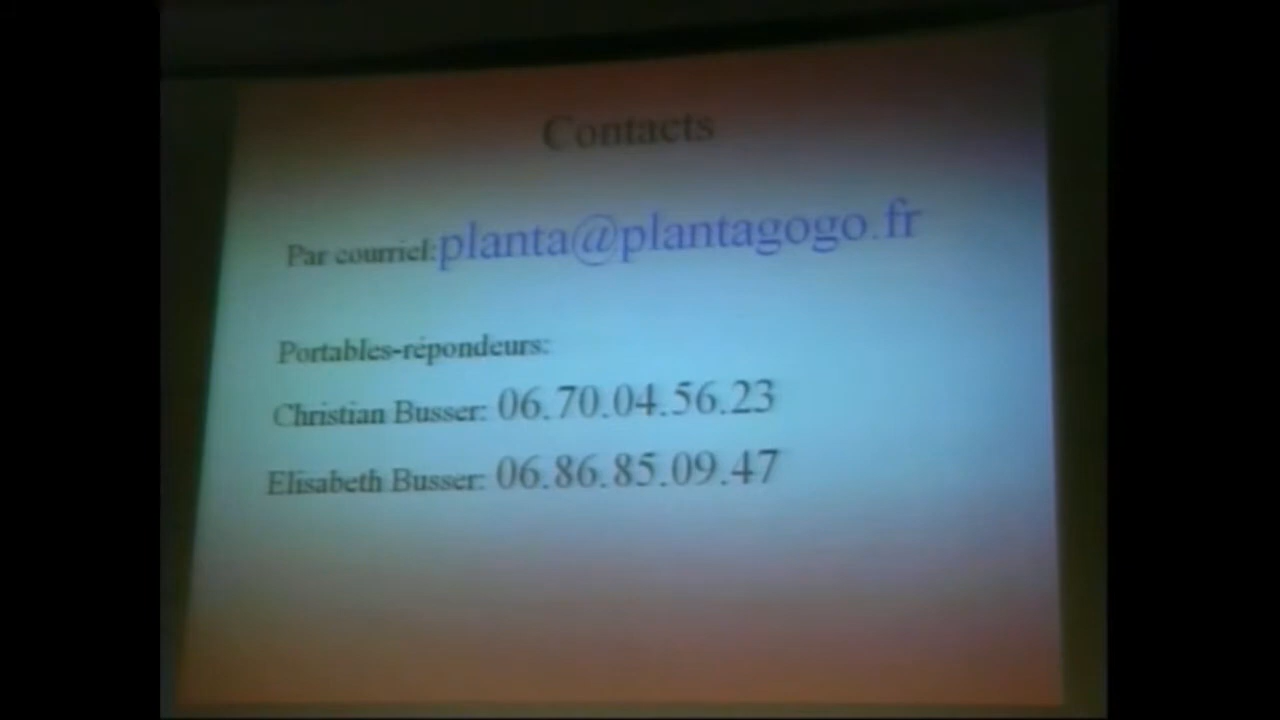 Contacts
Par courriel:planta@plantagogo.fr
Portables-répondeurs:
Christian Busser: 06.70.04.56.23
Elisabeth Busser: 06.86.85.09.47